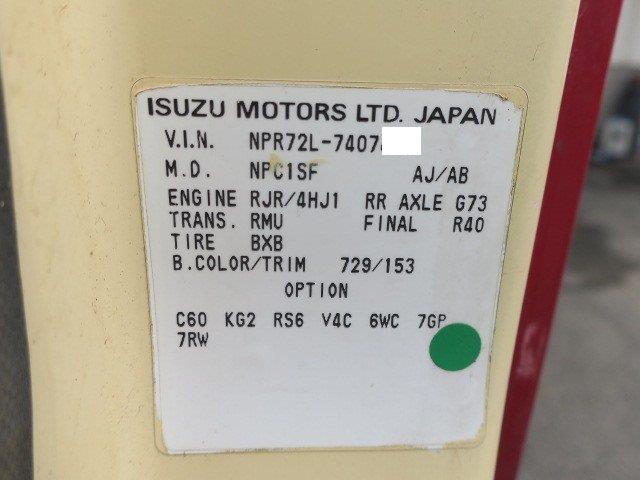 ISUZU MOTORS LTD. JAPAN
V.I.N. NPR72L-7407
M.D. NPC1SF AJ/AB
ENGINE RJR/4HJ1 RR AXLE G73
TRANS. RMU FINAL R40
TIRE BXB
B.COLOR/TRIM 729/153
OPTION
C60 KG2 RS6 V4C 6WC 7GP
7RW